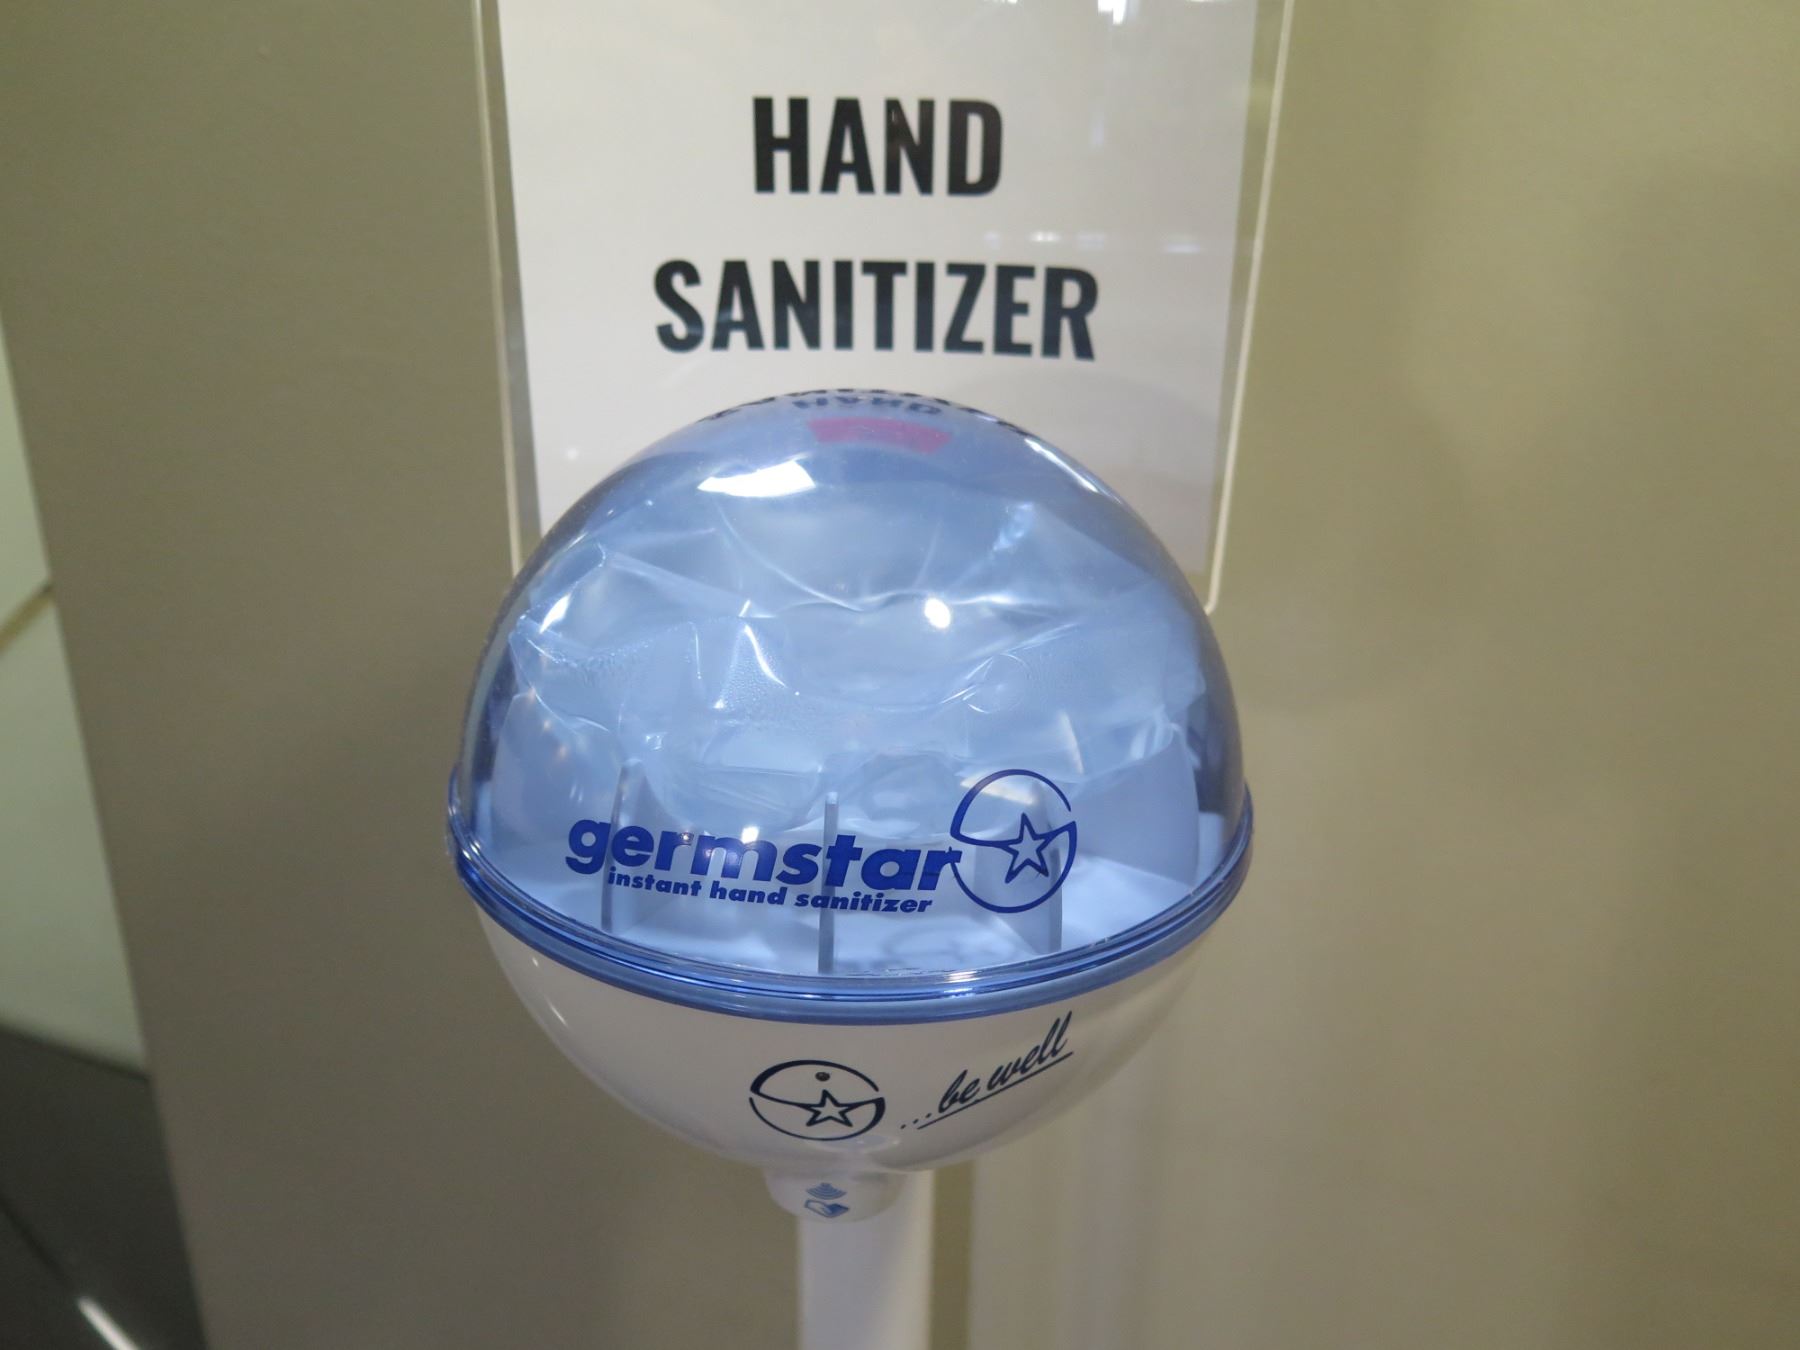 HAND
SANITIZER
germstar
instant hand sanitizer
...be well